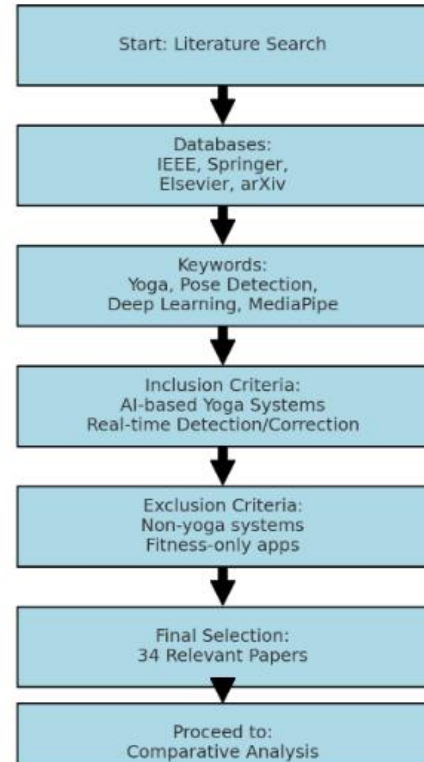 Start: Literature Search
Databases:
IEEE, Springer,
Elsevier, arXiv
Keywords:
Yoga, Pose Detection,
Deep Learning, MediaPipe
Inclusion Criteria:
AI-based Yoga Systems
Real-time Detection/Correction
Exclusion Criteria:
Non-yoga systems
Fitness-only apps
Final Selection:
34 Relevant Papers
Proceed to:
Comparative Analysis